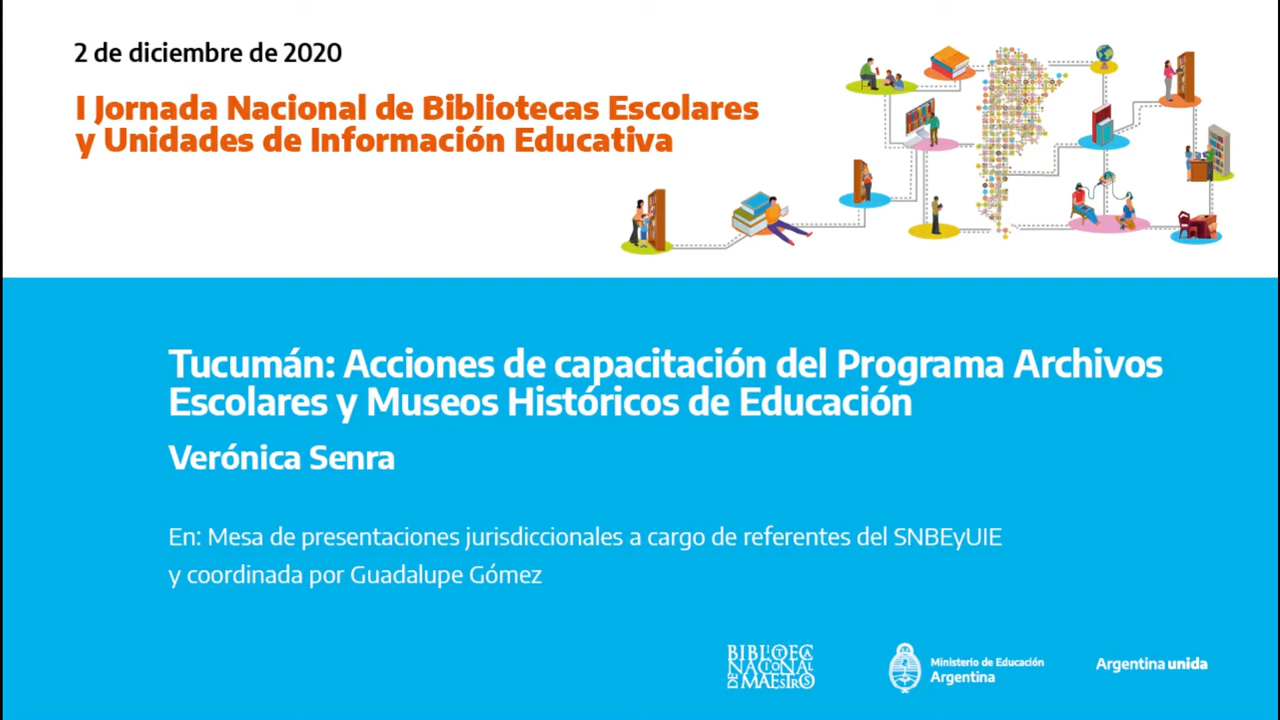 2 de diciembre de 2020
I Jornada Nacional de Bibliotecas Escolares
y Unidades de Información Educativa
Tucumán: Acciones de capacitación del Programa Archivos
Escolares y Museos Históricos de Educación
Verónica Senra
En: Mesa de presentaciones jurisdiccionales a cargo de referentes del SNBEyUIE
y coordinada por Guadalupe Gómez
BIBLIOTECA
NACIONAL
DE MAESTROS
Ministerio de Educación
Argentina
Argentina unida